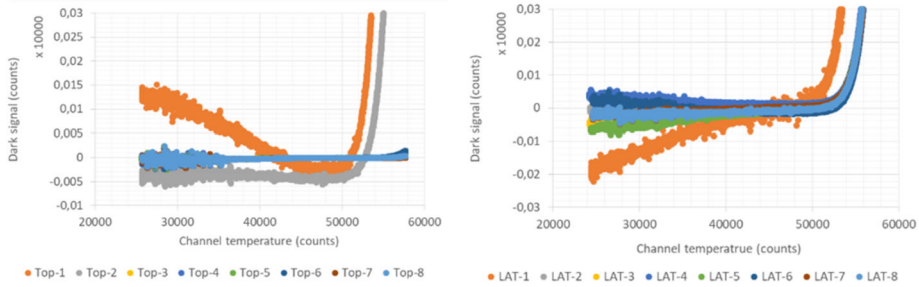 x 10000
Dark signal (counts)
0,03
0,02
0,015
0,01
0,005
0
-0,005
-0,01
20000 30000 40000 50000 60000
Channel temperature (counts)
Top-1 Top-2 Top-3 Top-4 Top-5 Top-6 Top-7 Top-8
x 10000
Dark signal (counts)
0,03
0,02
0,01
0
-0,01
-0,02
-0,03
20000 30000 40000 50000 60000
Channel temperatrue (counts)
LAT-1 LAT-2 LAT-3 LAT-4 LAT-5 LAT-6 LAT-7 LAT-8